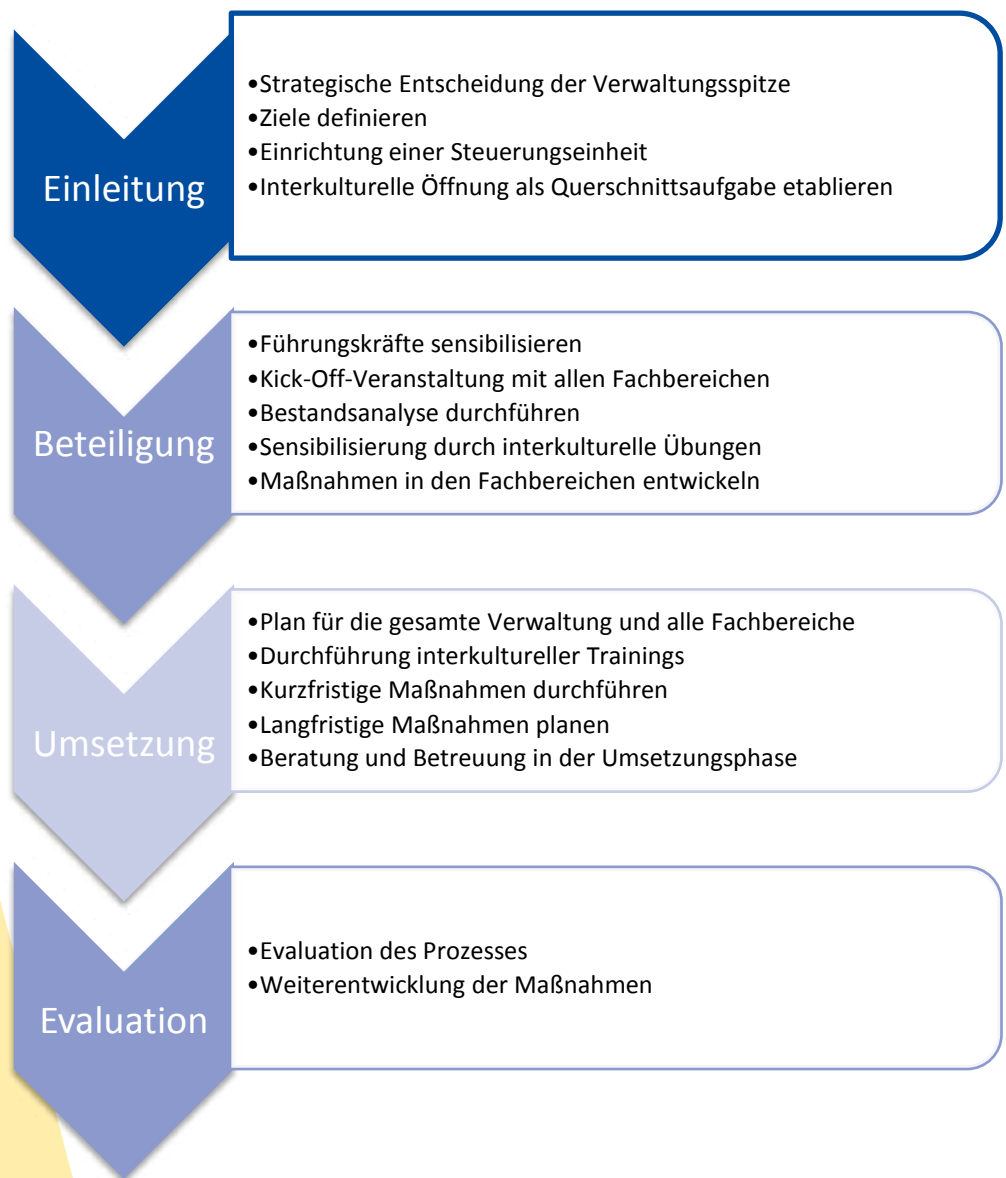 Einleitung
•Strategische Entscheidung der Verwaltungsspitze
•Ziele definieren
•Einrichtung einer Steuerungseinheit
•Interkulturelle Öffnung als Querschnittsaufgabe etablieren
Beteiligung
•Führungskräfte sensibilisieren
•Kick-Off-Veranstaltung mit allen Fachbereichen
•Bestandsanalyse durchführen
•Sensibilisierung durch interkulturelle Übungen
•Maßnahmen in den Fachbereichen entwickeln
Umsetzung
•Plan für die gesamte Verwaltung und alle Fachbereiche
•Durchführung interkultureller Trainings
•Kurzfristige Maßnahmen durchführen
•Langfristige Maßnahmen planen
•Beratung und Betreuung in der Umsetzungsphase
Evaluation
•Evaluation des Prozesses
•Weiterentwicklung der Maßnahmen